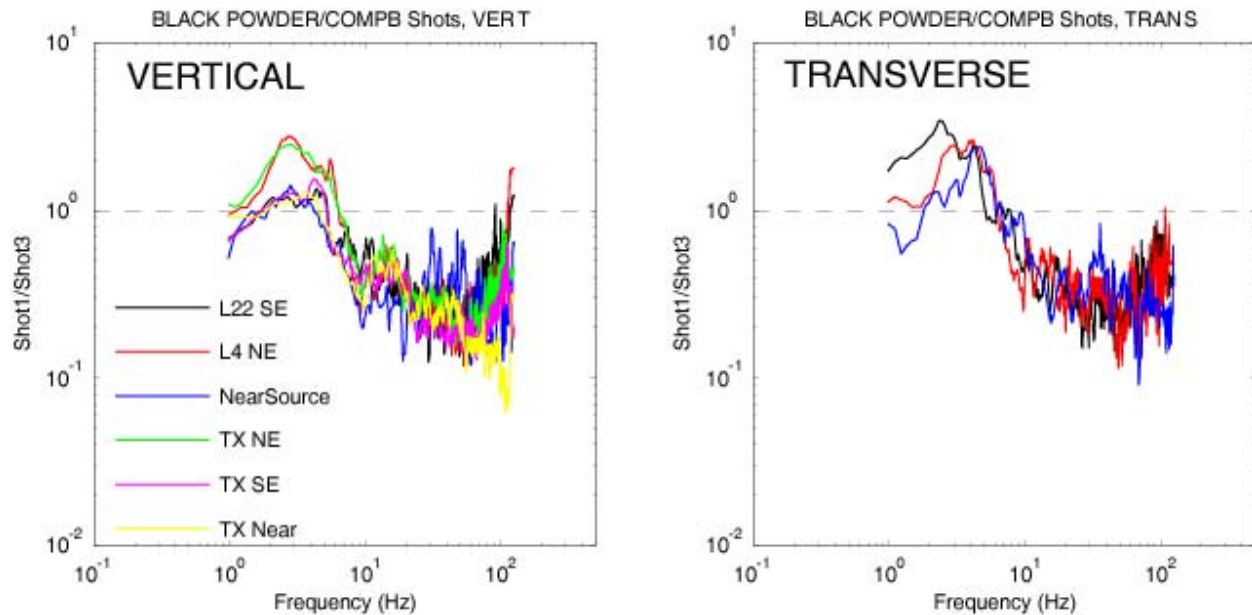 BLACK POWDER/COMPB Shots, VERT
VERTICAL
10^1
10^0
10^-1
10^-2
Shot1/Shot3
L22 SE
L4 NE
NearSource
TX NE
TX SE
TX Near
10^-1
10^0
10^1
10^2
Frequency (Hz)
BLACK POWDER/COMPB Shots, TRANS
TRANSVERSE
10^1
10^0
10^-1
10^-2
Shot1/Shot3
10^-1
10^0
10^1
10^2
Frequency (Hz)